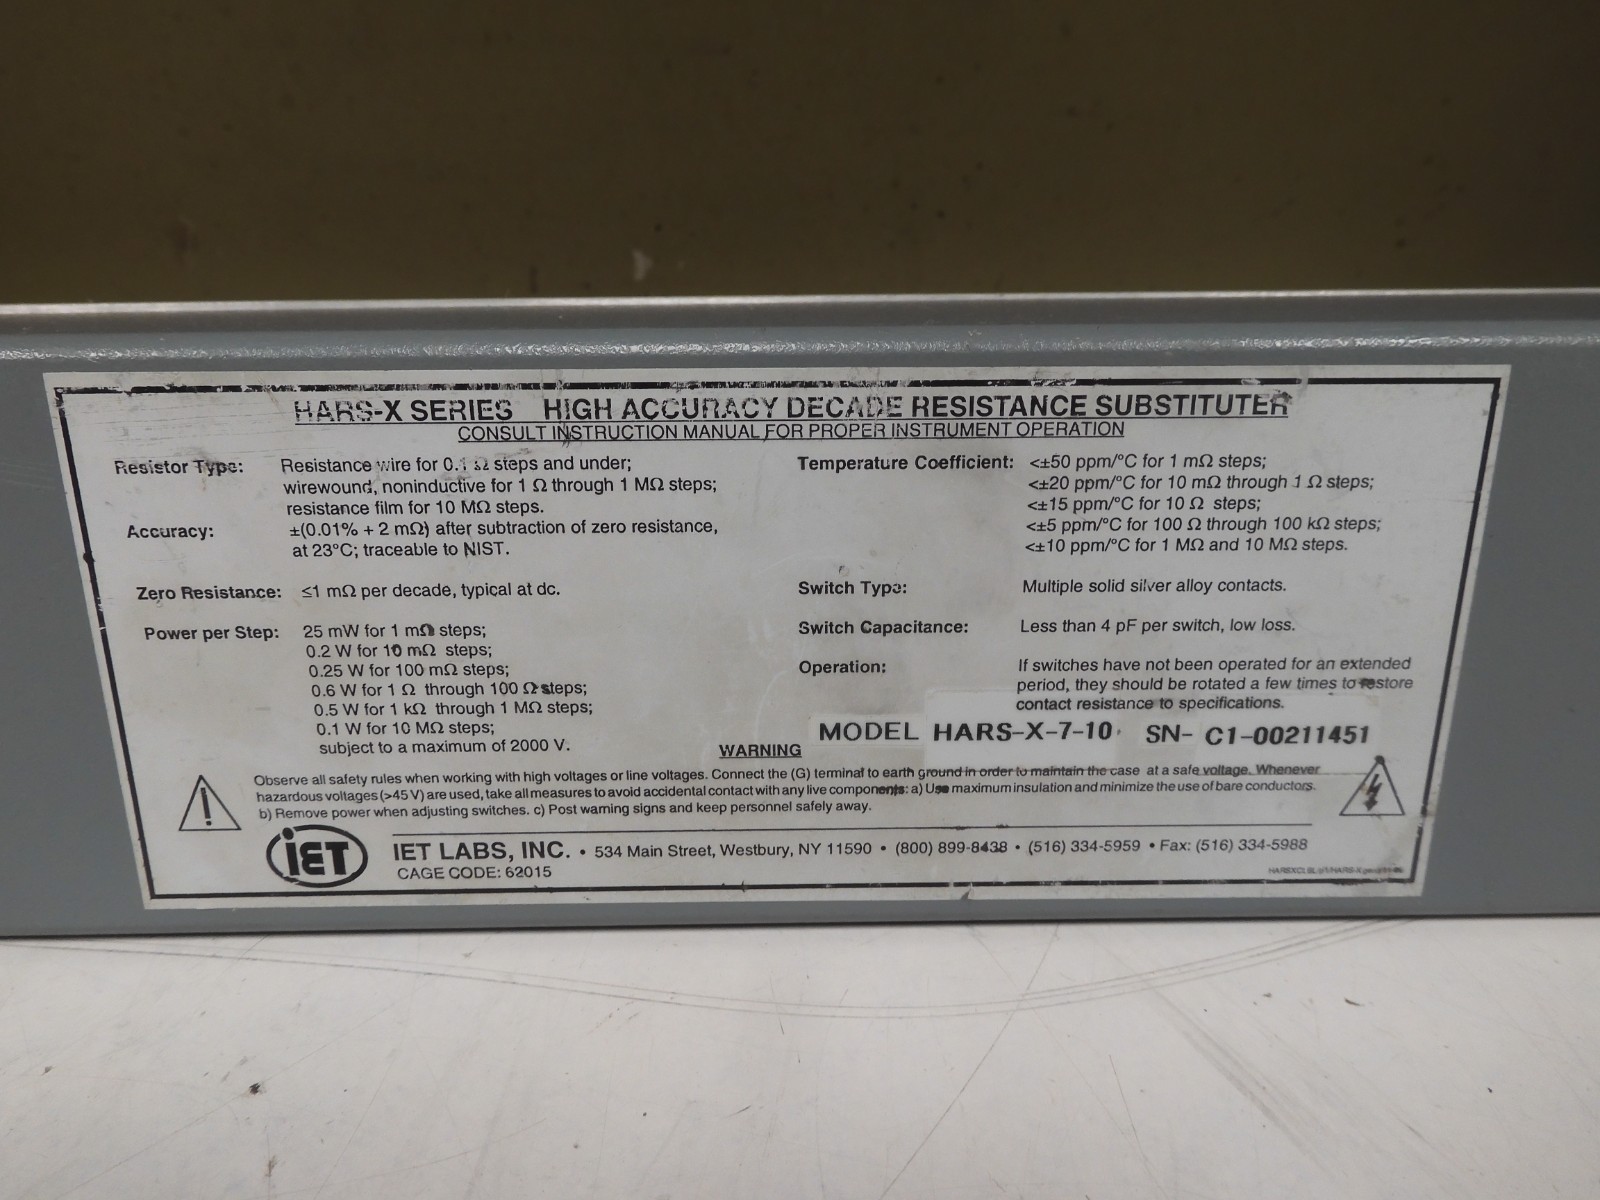 HARS-X SERIES HIGH ACCURACY DECADE RESISTANCE SUBSTITUTER
CONSULT INSTRUCTION MANUAL FOR PROPER INSTRUMENT OPERATION
Resistor Type: Resistance wire for 0.1 Ω steps and under;
wirewound, noninductive for 1 Ω through 1 MΩ steps;
resistance film for 10 MΩ steps.
Accuracy: ±(0.01% + 2 mΩ) after subtraction of zero resistance,
at 23°C; traceable to NIST.
Zero Resistance: ≤1 mΩ per decade, typical at dc.
Power per Step: 25 mW for 1 mΩ steps;
0.2 W for 10 mΩ steps;
0.25 W for 100 mΩ steps;
0.6 W for 1 Ω through 100 Ω steps;
0.5 W for 1 kΩ through 1 MΩ steps;
0.1 W for 10 MΩ steps;
subject to a maximum of 2000 V.
Temperature Coefficient: <±50 ppm/°C for 1 mΩ steps;
<±20 ppm/°C for 10 mΩ through 1 Ω steps;
<±15 ppm/°C for 10 Ω steps;
<±5 ppm/°C for 100 Ω through 100 kΩ steps;
<±10 ppm/°C for 1 MΩ and 10 MΩ steps.
Switch Type: Multiple solid silver alloy contacts.
Switch Capacitance: Less than 4 pF per switch, low loss.
Operation: If switches have not been operated for an extended
period, they should be rotated a few times to restore
contact resistance to specifications.
MODEL HARS-X-7-10 SN- C1-00211451
WARNING
Observe all safety rules when working with high voltages or line voltages. Connect the (G) terminal to earth ground in order to maintain the case at a safe voltage. Whenever
hazardous voltages (>45 V) are used, take all measures to avoid accidental contact with any live components: a) Use maximum insulation and minimize the use of bare conductors.
b) Remove power when adjusting switches. c) Post warning signs and keep personnel safely away.
IET
IET LABS, INC. • 534 Main Street, Westbury, NY 11590 • (800) 899-8438 • (516) 334-5959 • Fax: (516) 334-5988
CAGE CODE: 62015